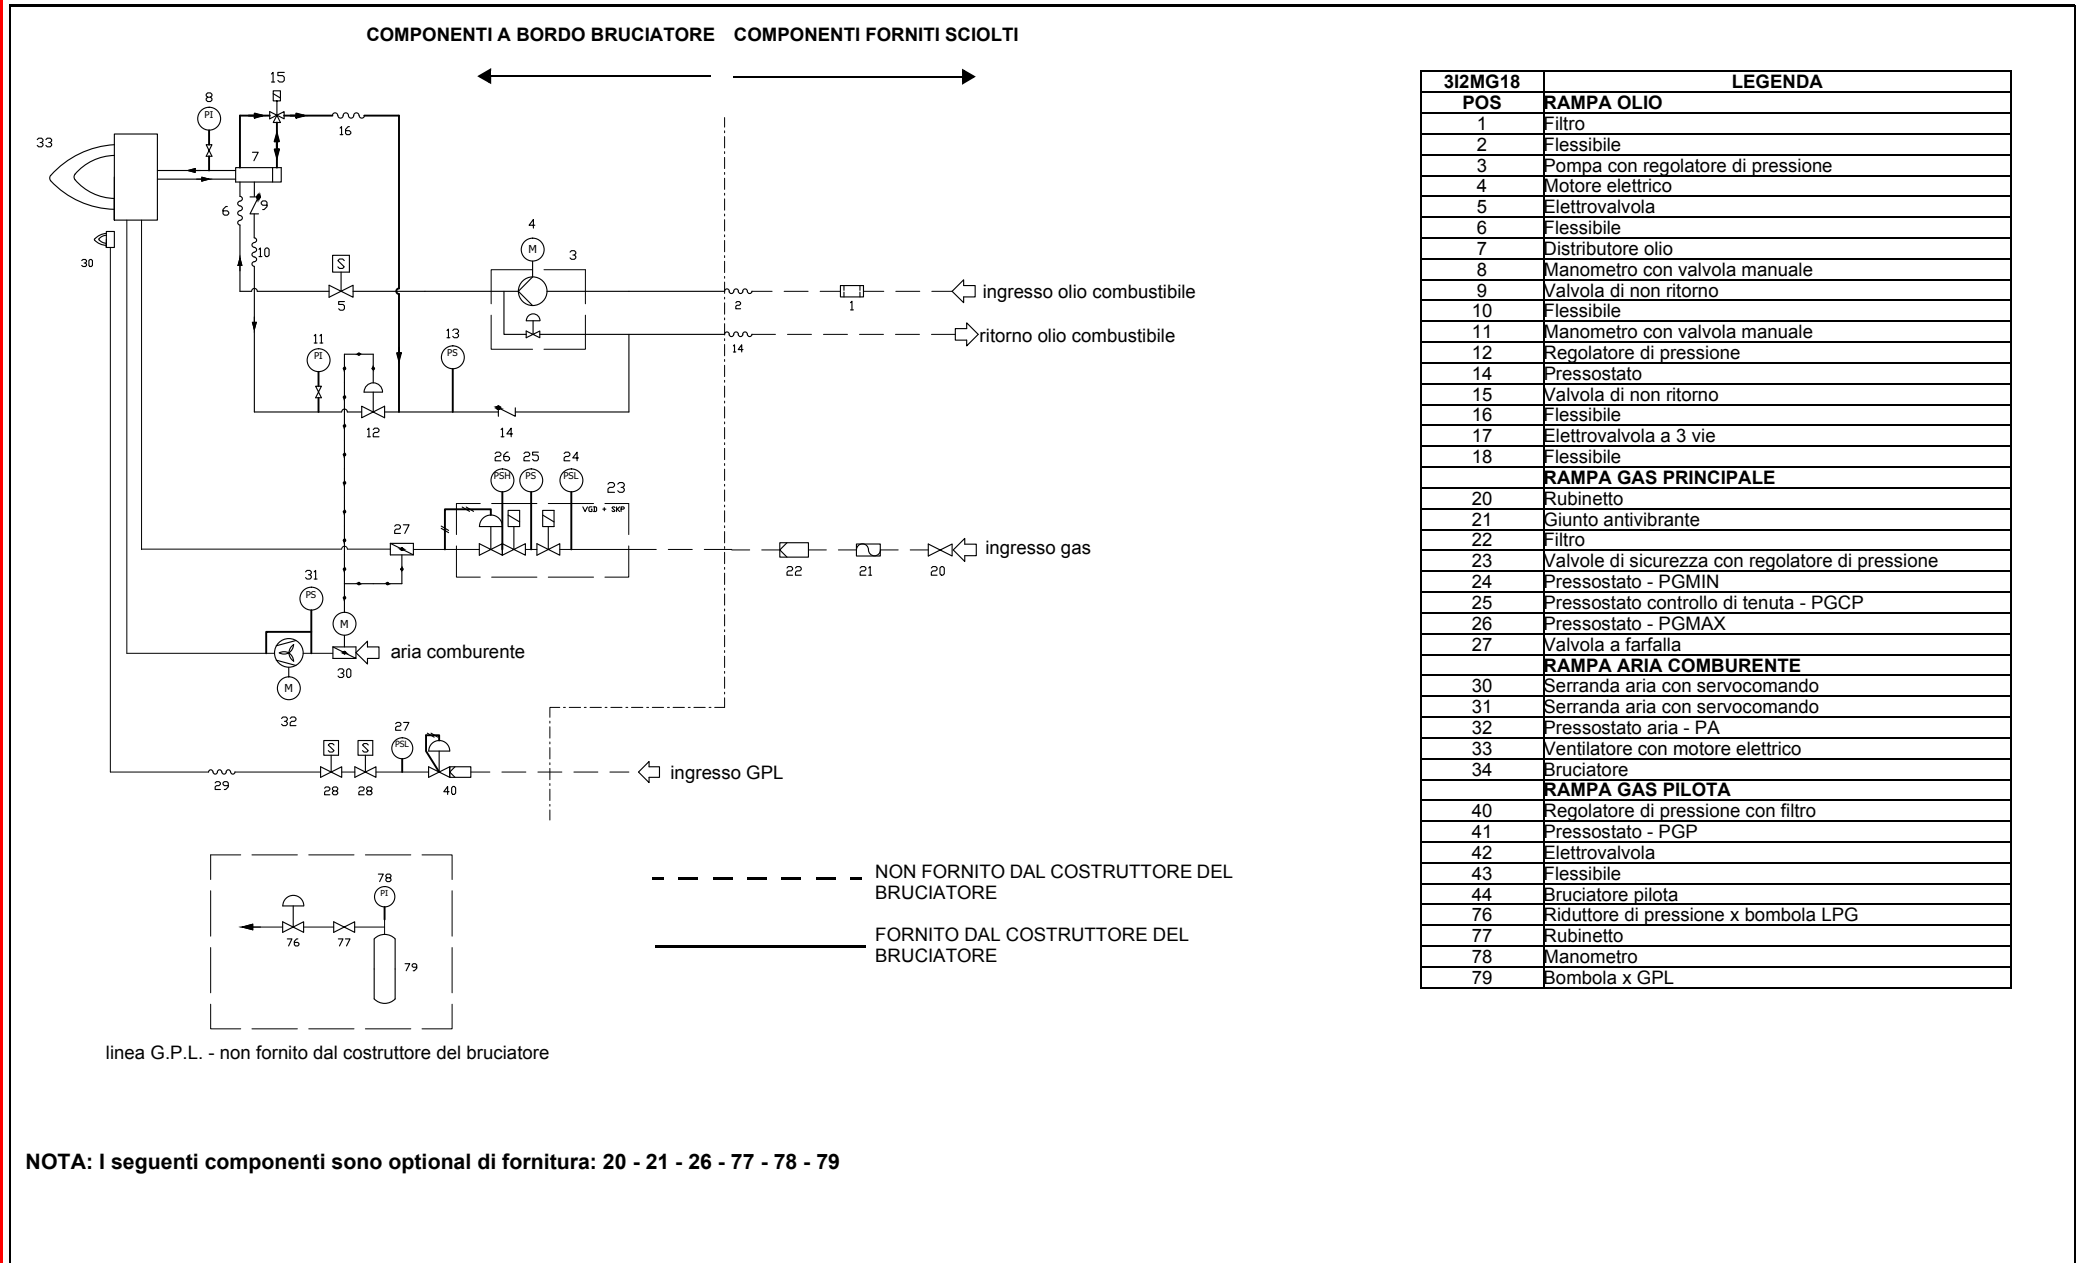 COMPONENTI A BORDO BRUCIATORE COMPONENTI FORNITI SCIOLTI
15
8
PI
16
33
7
6
9
10
30
4
M
3
S
5
2
1
ingresso olio combustibile
14
ritorno olio combustibile
11
PI
13
PS
12
14
26 25 24
PSH PS PSL
23
VGD + SKP
27
22 21 20
ingresso gas
31
PS
M
30
aria comburente
M
32
27
PSL
S S
29
28 28
40
ingresso GPL
78
PI
76 77
79
linea G.P.L. - non fornito dal costruttore del bruciatore
NON FORNITO DAL COSTRUTTORE DEL
BRUCIATORE
FORNITO DAL COSTRUTTORE DEL
BRUCIATORE
3I2MG18 LEGENDA
POS RAMPA OLIO
1 Filtro
2 Flessibile
3 Pompa con regolatore di pressione
4 Motore elettrico
5 Elettrovalvola
6 Flessibile
7 Distributore olio
8 Manometro con valvola manuale
9 Valvola di non ritorno
10 Flessibile
11 Manometro con valvola manuale
12 Regolatore di pressione
14 Pressostato
15 Valvola di non ritorno
16 Flessibile
17 Elettrovalvola a 3 vie
18 Flessibile
RAMPA GAS PRINCIPALE
20 Rubinetto
21 Giunto antivibrante
22 Filtro
23 Valvole di sicurezza con regolatore di pressione
24 Pressostato - PGMIN
25 Pressostato controllo di tenuta - PGCP
26 Pressostato - PGMAX
27 Valvola a farfalla
RAMPA ARIA COMBURENTE
30 Serranda aria con servocomando
31 Serranda aria con servocomando
32 Pressostato aria - PA
33 Ventilatore con motore elettrico
34 Bruciatore
RAMPA GAS PILOTA
40 Regolatore di pressione con filtro
41 Pressostato - PGP
42 Elettrovalvola
43 Flessibile
44 Bruciatore pilota
76 Riduttore di pressione x bombola LPG
77 Rubinetto
78 Manometro
79 Bombola x GPL
NOTA: I seguenti componenti sono optional di fornitura: 20 - 21 - 26 - 77 - 78 - 79